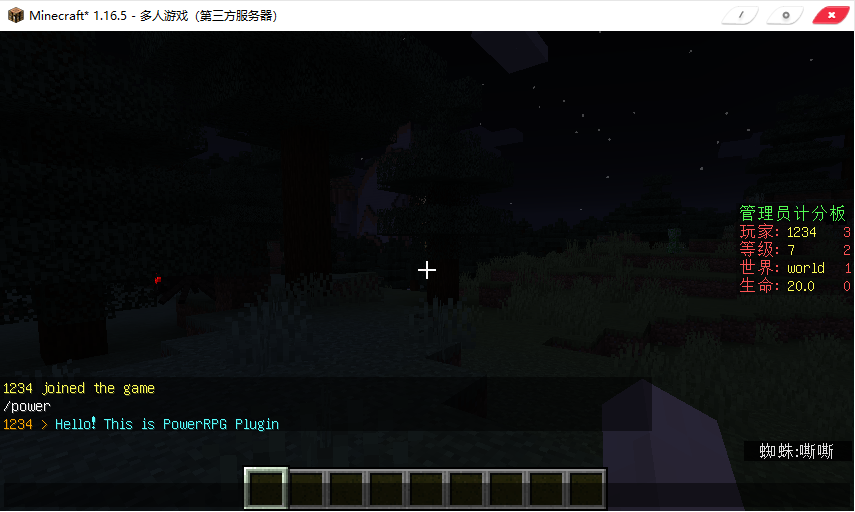 Minecraft* 1.16.5 - 多人游戏（第三方服务器）
管理员计分板
玩家: 1234 3
等级: 7 2
世界: world 1
生命: 20.0 0
1234 joined the game
/power
1234 > Hello! This is PowerRPG Plugin
蜘蛛:嘶嘶